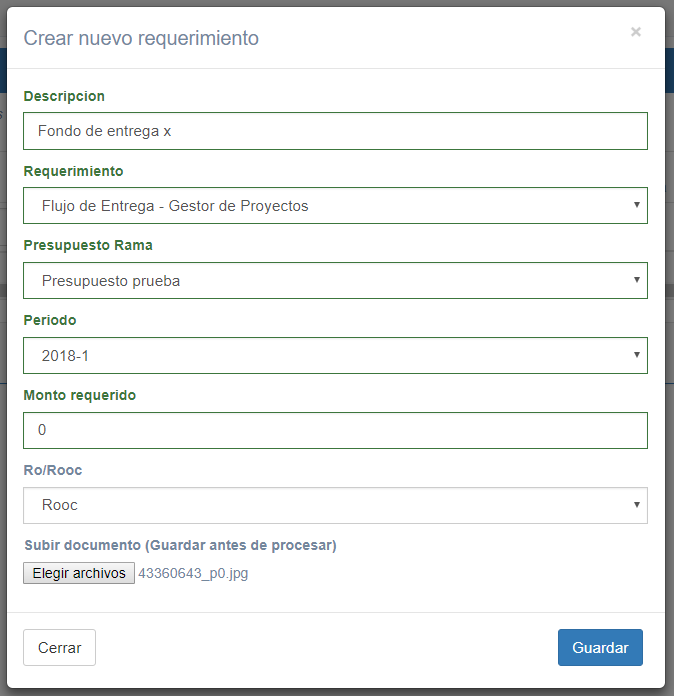 Crear nuevo requerimiento ×
Descripcion
Fondo de entrega x
Requerimiento
Flujo de Entrega - Gestor de Proyectos
Presupuesto Rama
Presupuesto prueba
Periodo
2018-1
Monto requerido
0
Ro/Rooc
Rooc
Subir documento (Guardar antes de procesar)
Elegir archivos 43360643_p0.jpg
Cerrar Guardar